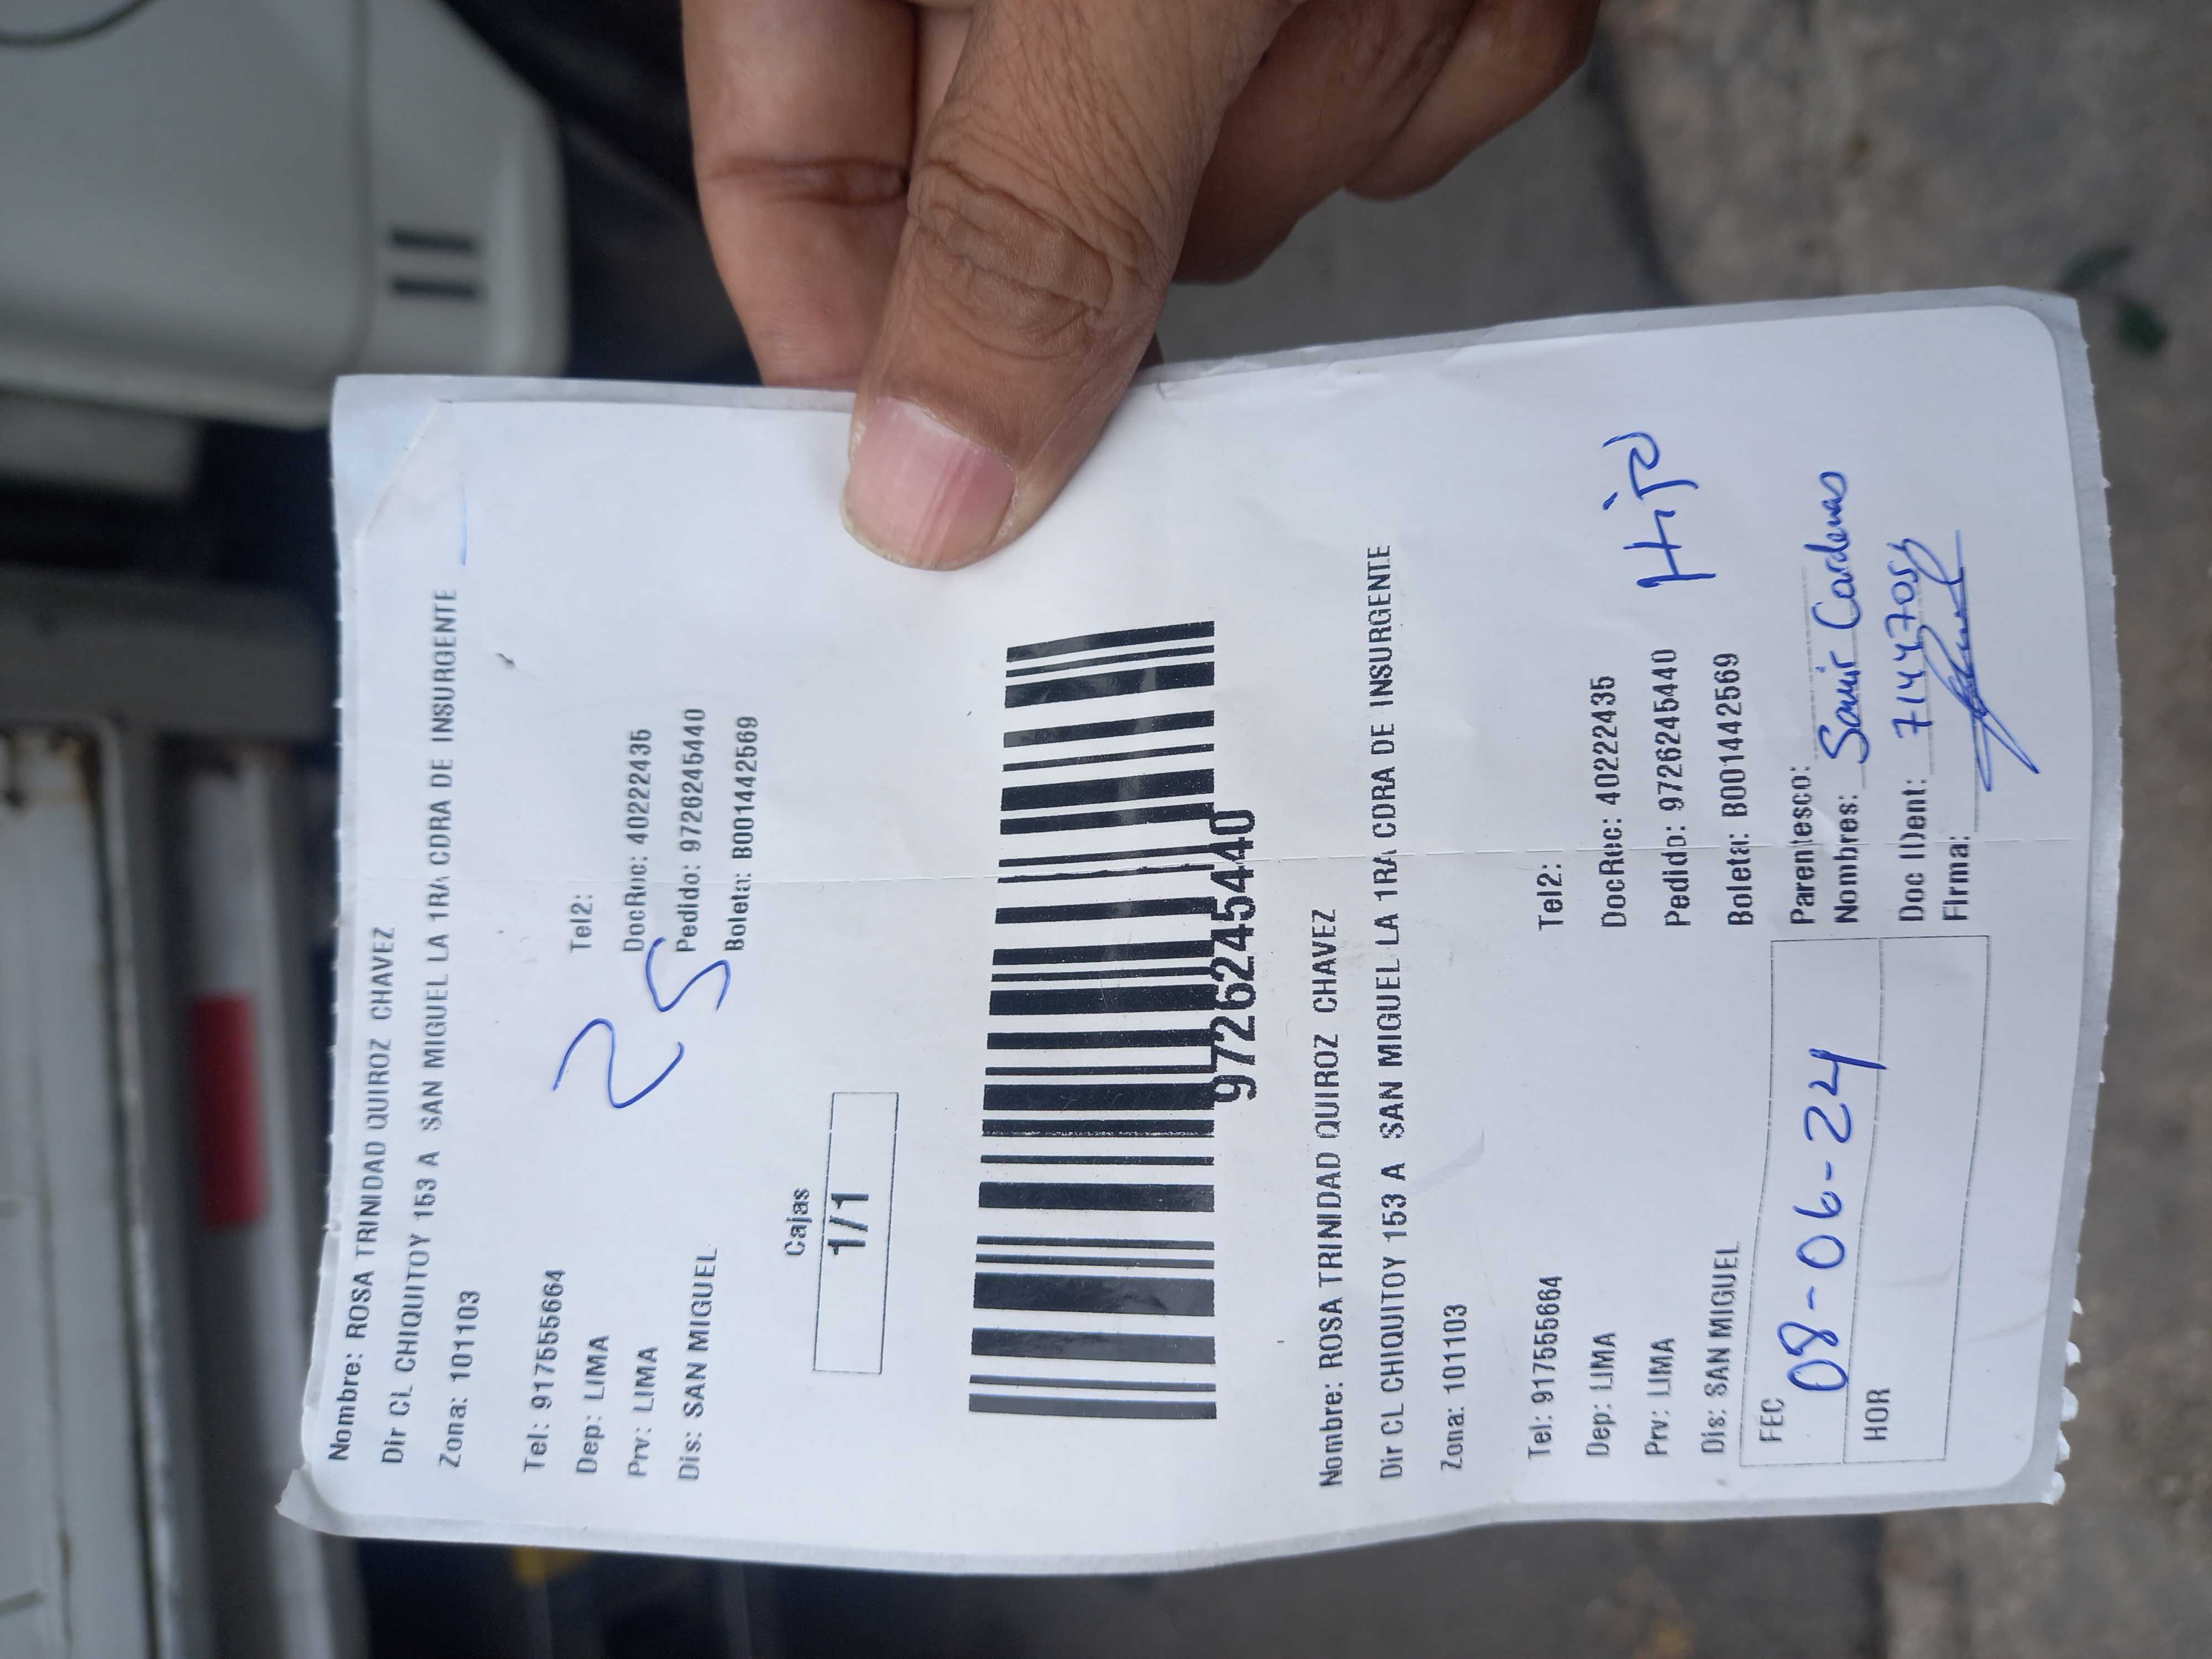 Nombre: ROSA TRINIDAD QUIROZ CHAVEZ
Dir CL CHIQUITOY 153 A SAN MIGUEL LA 1RA CDRA DE INSURGENTE
Zona: 101103
Tel: 917555664 Tel2:
Dep: LIMA DocRec: 40222435
Prv: LIMA Pedido: 9726245440
Dis: SAN MIGUEL Boleta: B001442569
25
Cajas
1/1
9726245440
Nombre: ROSA TRINIDAD QUIROZ CHAVEZ
Dir CL CHIQUITOY 153 A SAN MIGUEL LA 1RA CDRA DE INSURGENTE
Zona: 101103
Tel: 917555664 Tel2:
Dep: LIMA DocRec: 40222435
Prv: LIMA Pedido: 9726245440
Dis: SAN MIGUEL Boleta: B001442569
Hijo
FEC 08-06-24 Parentesco:
Nombres: Samir Cardenas
HOR Doc IDent:
Firma: